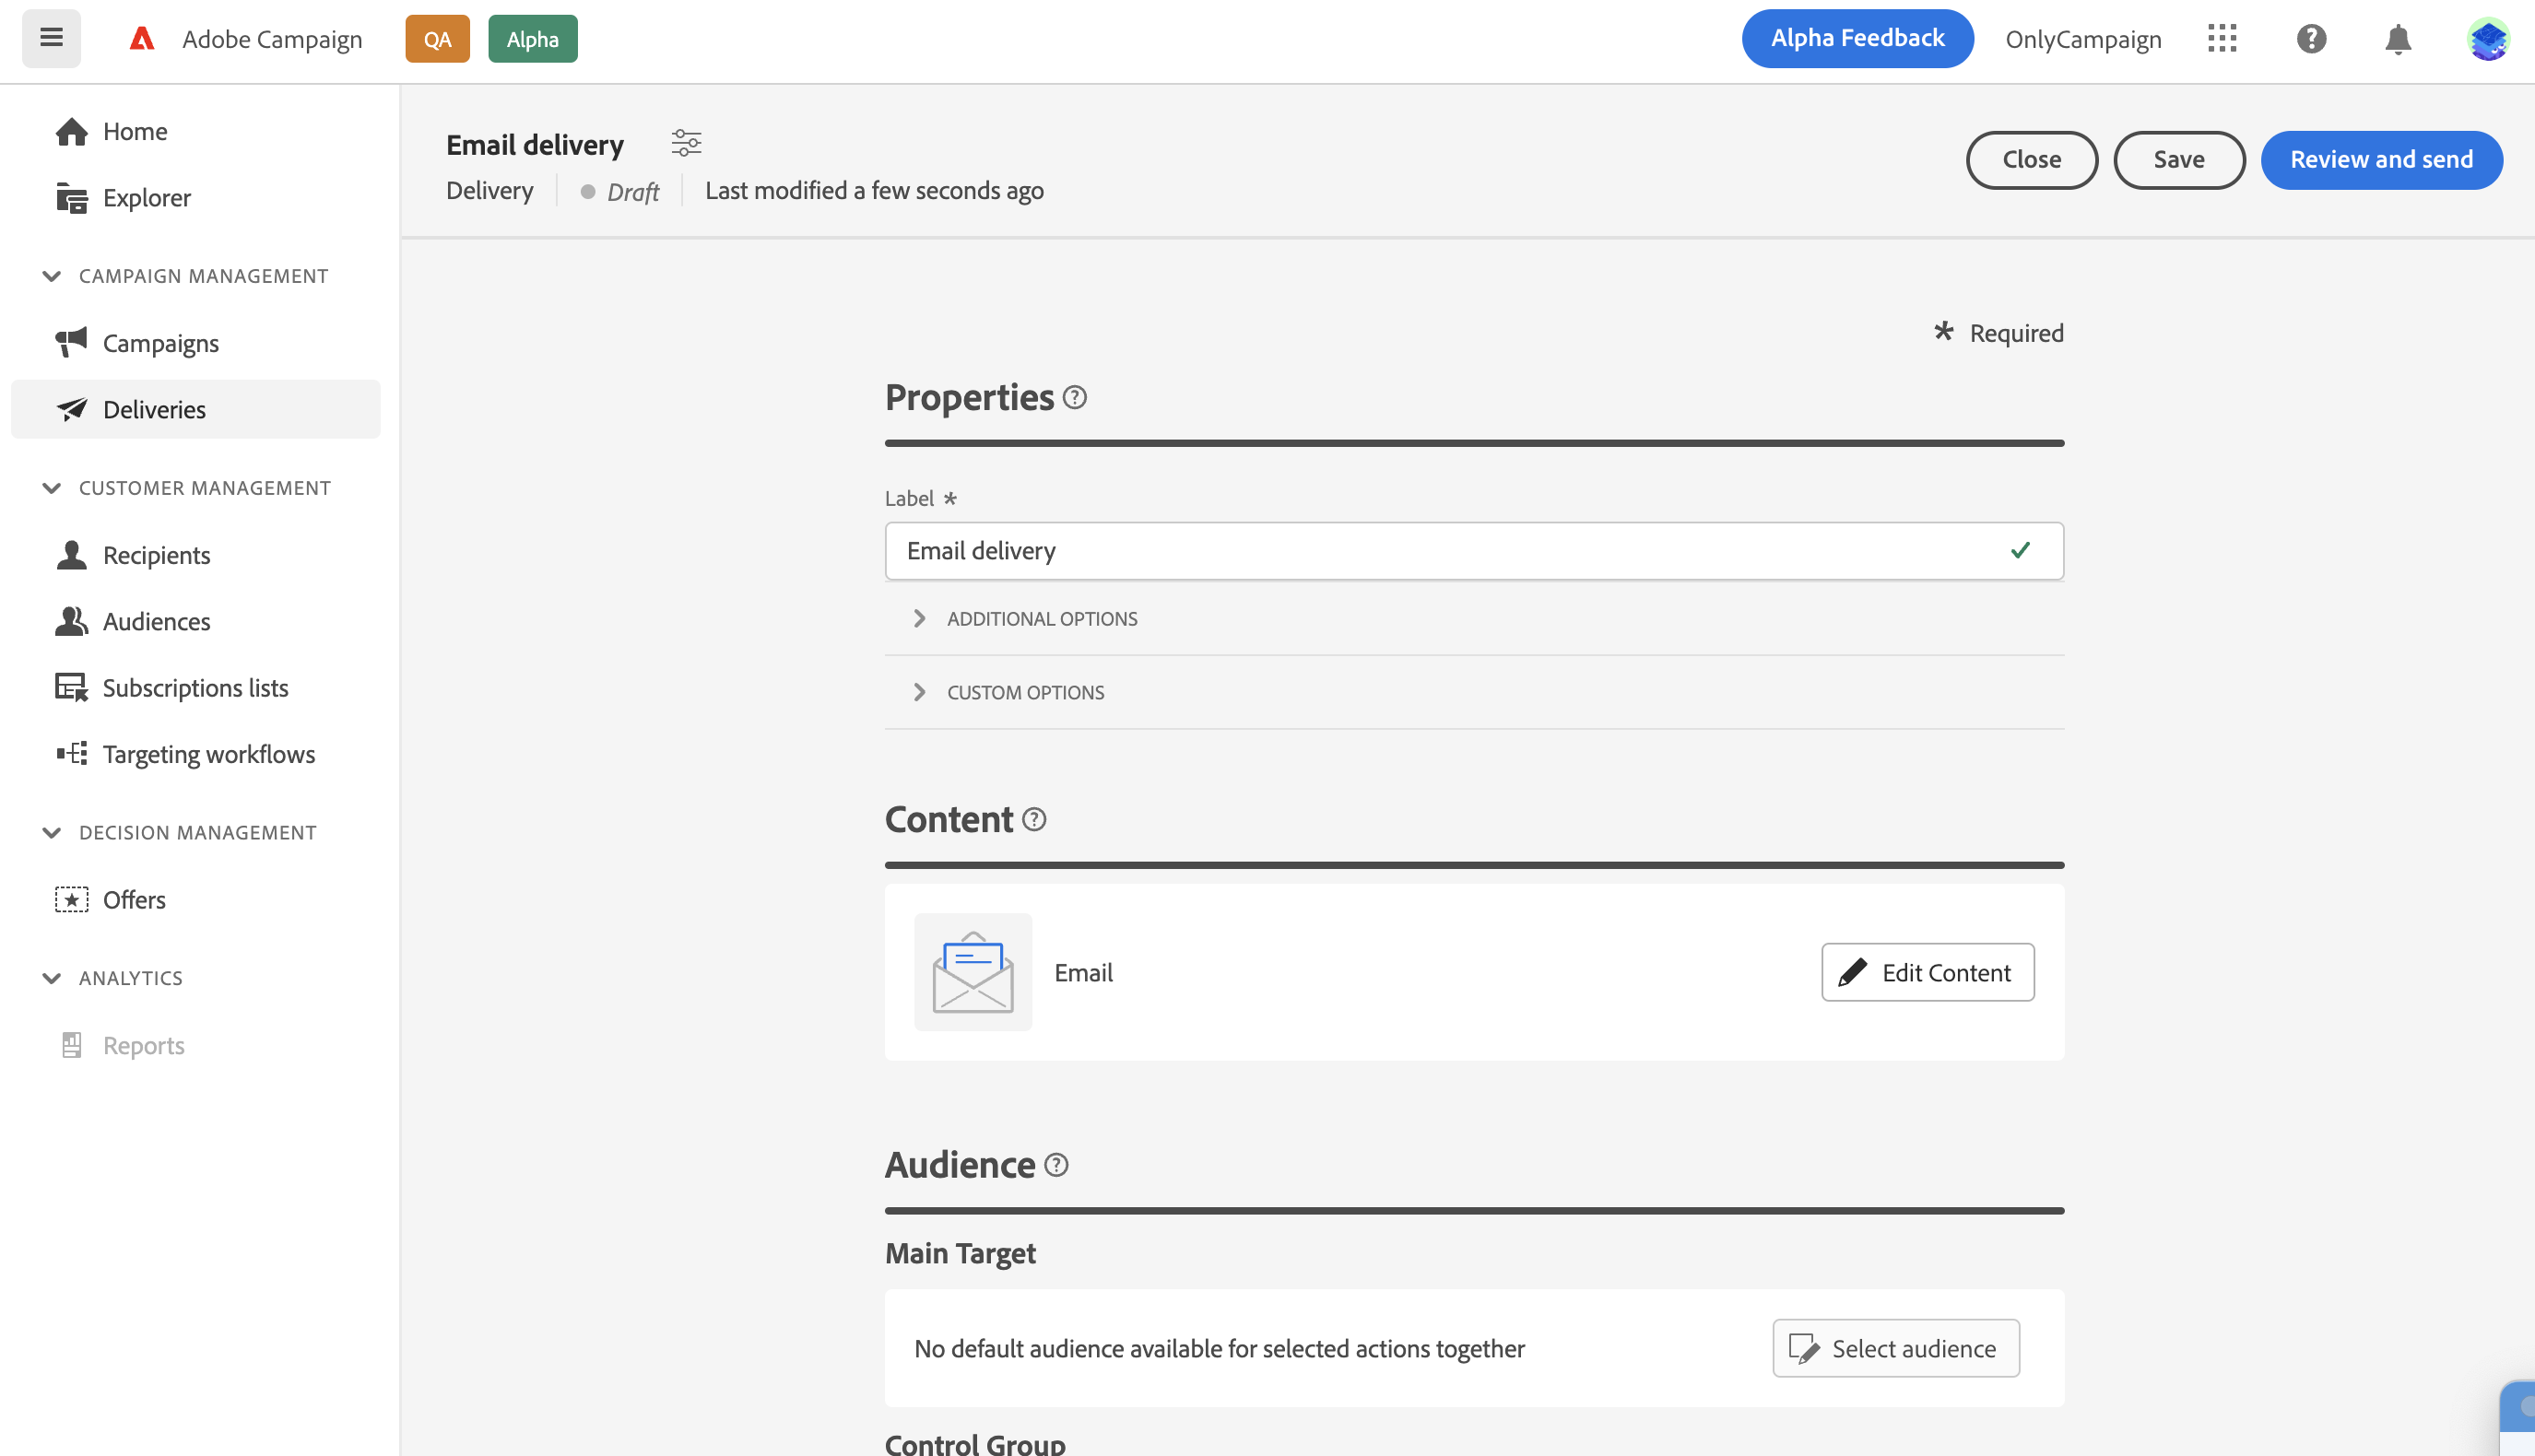 Adobe Campaign QA Alpha Alpha Feedback OnlyCampaign
Home
Explorer
CAMPAIGN MANAGEMENT
Campaigns
Deliveries
CUSTOMER MANAGEMENT
Recipients
Audiences
Subscriptions lists
Targeting workflows
DECISION MANAGEMENT
Offers
ANALYTICS
Reports
Email delivery
Delivery Draft Last modified a few seconds ago
Close Save Review and send
* Required
Properties
Label *
Email delivery
ADDITIONAL OPTIONS
CUSTOM OPTIONS
Content
Email Edit Content
Audience
Main Target
No default audience available for selected actions together Select audience
Control Group